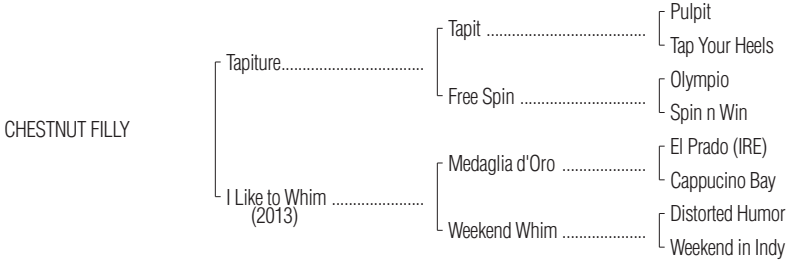 Pulpit
Tapit ....................................
Tap Your Heels
Tapiture................................
Olympio
Free Spin ............................
Spin n Win
CHESTNUT FILLY
El Prado (IRE)
Medaglia d'Oro ...................
Cappucino Bay
I Like to Whim .....................
(2013)
Distorted Humor
Weekend Whim ...................
Weekend in Indy